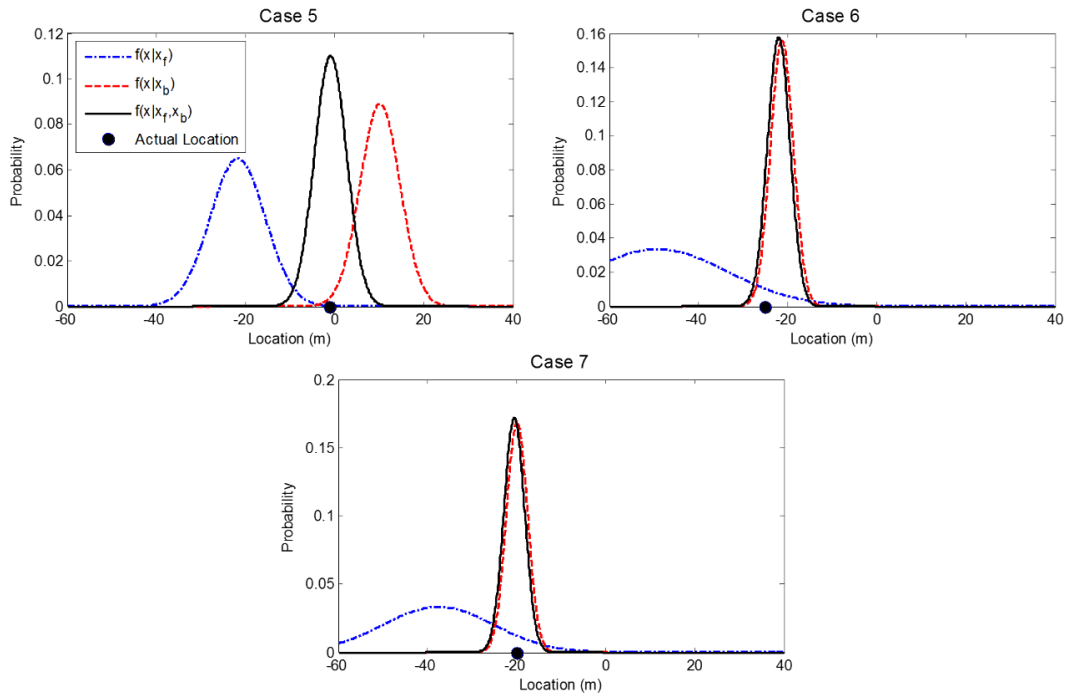 Case 5
0.12
0.1
0.08
0.06
0.04
0.02
0
Probability
f(x|x_f)
f(x|x_b)
f(x|x_f,x_b)
Actual Location
-60 -40 -20 0 20 40
Location (m)
Case 6
0.16
0.14
0.12
0.1
0.08
0.06
0.04
0.02
0
Probability
-60 -40 -20 0 20 40
Location (m)
Case 7
0.2
0.15
0.1
0.05
0
Probability
-60 -40 -20 0 20 40
Location (m)